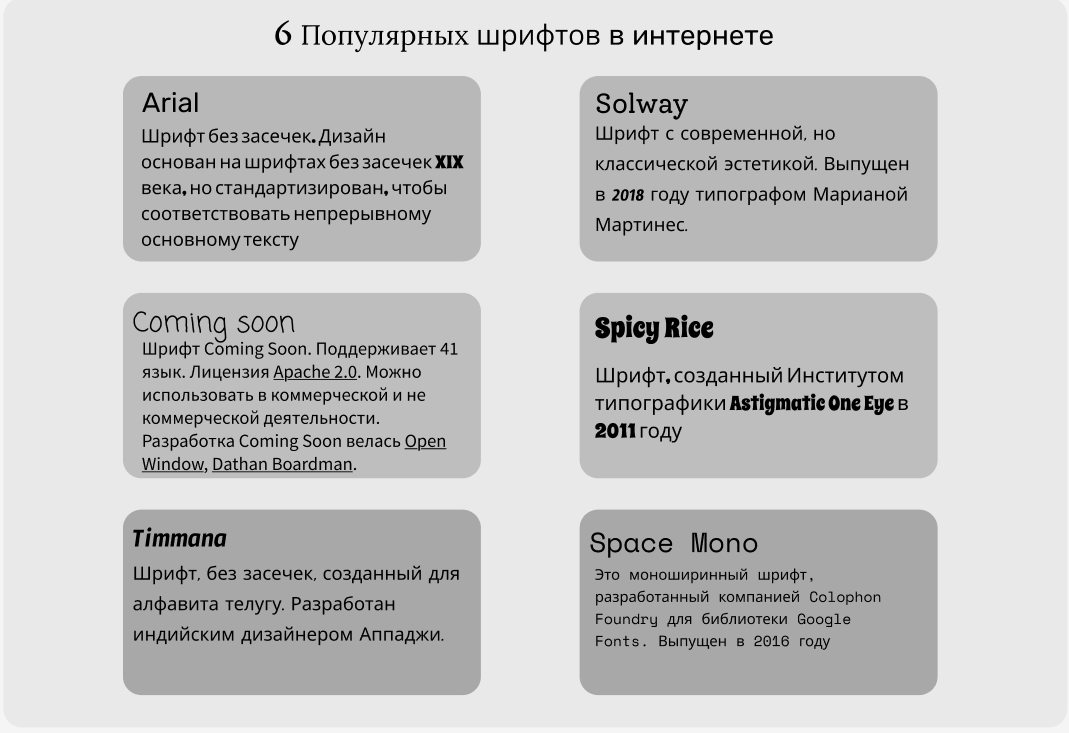 6 Популярных шрифтов в интернете
Arial
Шрифт без засечек. Дизайн
основан на шрифтах без засечек XIX
века, но стандартизирован, чтобы
соответствовать непрерывному
основному тексту
Solway
Шрифт с современной, но
классической эстетикой. Выпущен
в 2018 году типографом Марианой
Мартинес.
Coming soon
Шрифт Coming Soon. Поддерживает 41
язык. Лицензия Apache 2.0. Можно
использовать в коммерческой и не
коммерческой деятельности.
Разработка Coming Soon велась Open
Window, Dathan Boardman.
Spicy Rice
Шрифт, созданный Институтом
типографики Astigmatic One Eye в
2011 году
Timmana
Шрифт, без засечек, созданный для
алфавита телугу. Разработан
индийским дизайнером Аппаджи.
Space Mono
Это моноширинный шрифт,
разработанный компанией Colophon
Foundry для библиотеки Google
Fonts. Выпущен в 2016 году